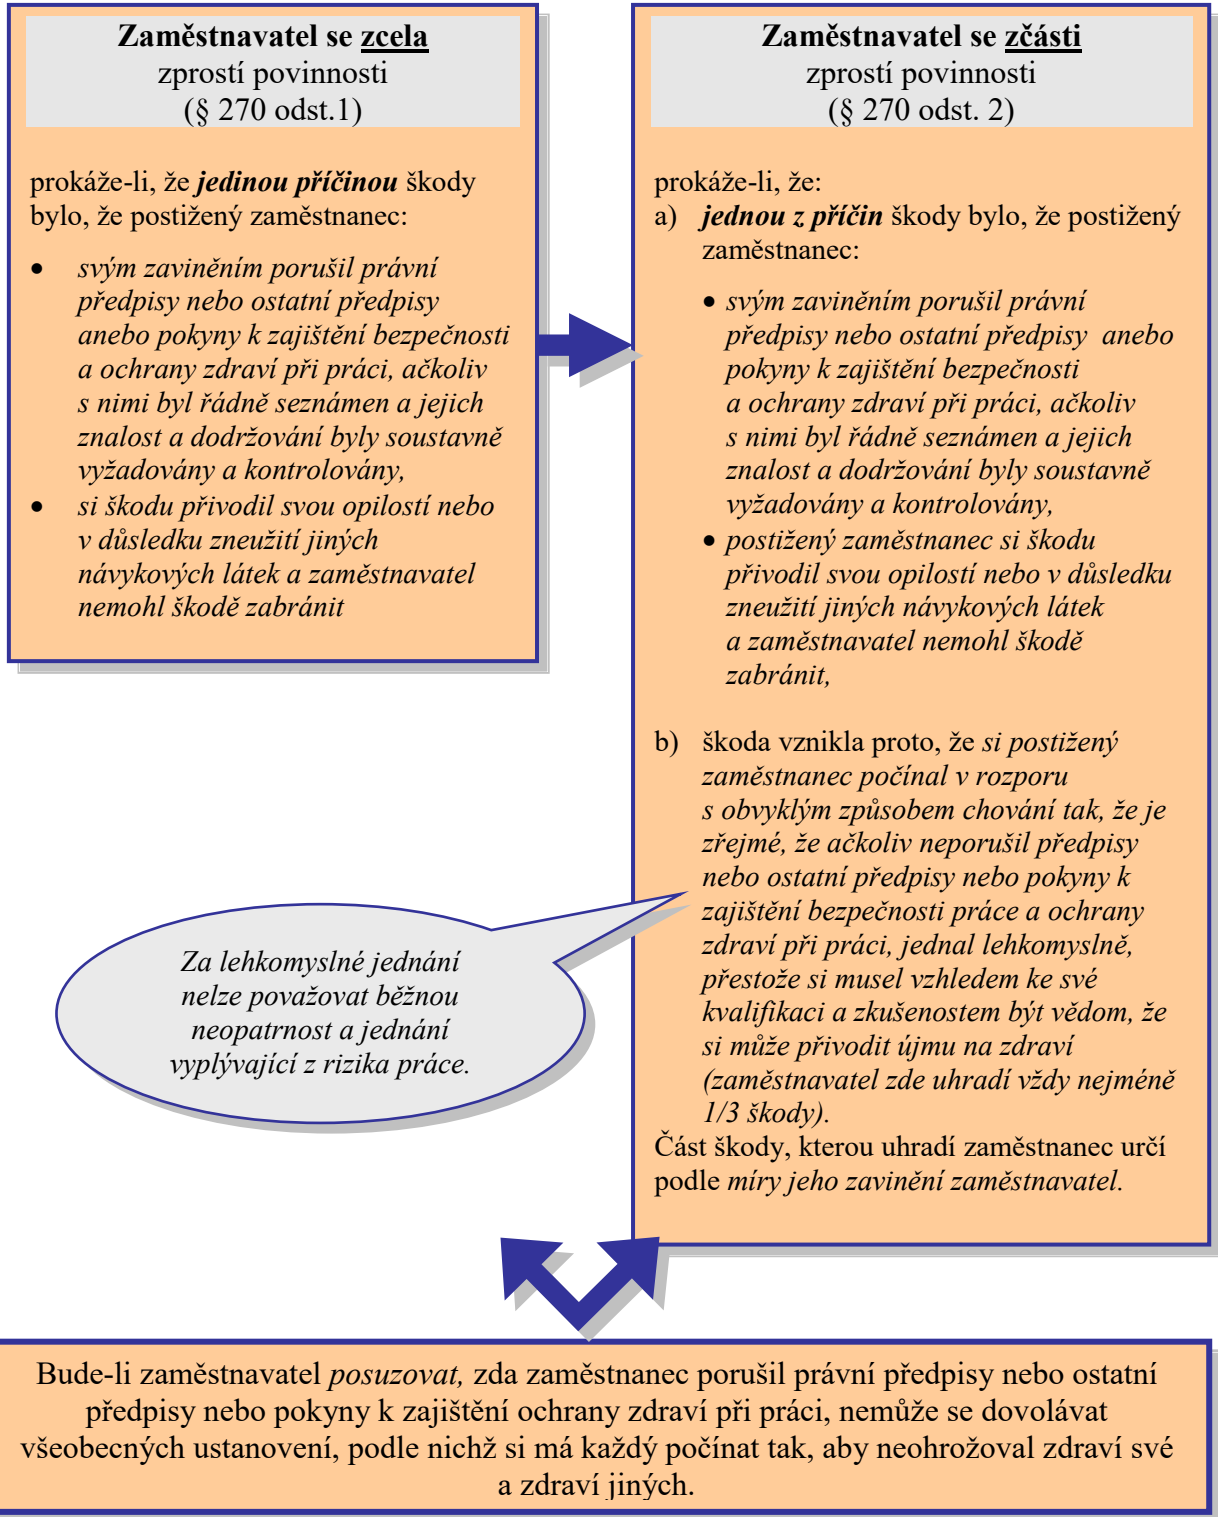 Zaměstnavatel se zcela
zprostí povinnosti
(§ 270 odst.1)
prokáže-li, že jedinou příčinou škody
bylo, že postižený zaměstnanec:
• svým zaviněním porušil právní
předpisy nebo ostatní předpisy
anebo pokyny k zajištění bezpečnosti
a ochrany zdraví při práci, ačkoliv
s nimi byl řádně seznámen a jejich
znalost a dodržování byly soustavně
vyžadovány a kontrolovány,
• si škodu přivodil svou opilostí nebo
v důsledku zneužití jiných
návykových látek a zaměstnavatel
nemohl škodě zabránit
Zaměstnavatel se zčásti
zprostí povinnosti
(§ 270 odst. 2)
prokáže-li, že:
a) jednou z příčin škody bylo, že postižený
zaměstnanec:
• svým zaviněním porušil právní
předpisy nebo ostatní předpisy anebo
pokyny k zajištění bezpečnosti
a ochrany zdraví při práci, ačkoliv
s nimi byl řádně seznámen a jejich
znalost a dodržování byly soustavně
vyžadovány a kontrolovány,
• postižený zaměstnanec si škodu
přivodil svou opilostí nebo v důsledku
zneužití jiných návykových látek
a zaměstnavatel nemohl škodě
zabránit,
b) škoda vznikla proto, že si postižený
zaměstnanec počínal v rozporu
s obvyklým způsobem chování tak, že je
zřejmé, že ačkoliv neporušil předpisy
nebo ostatní předpisy nebo pokyny k
zajištění bezpečnosti práce a ochrany
zdraví při práci, jednal lehkomyslně,
přestože si musel vzhledem ke své
kvalifikaci a zkušenostem být vědom, že
si může přivodit újmu na zdraví
(zaměstnavatel zde uhradí vždy nejméně
1/3 škody).
Část škody, kterou uhradí zaměstnanec určí
podle míry jeho zavinění zaměstnavatel.
Za lehkomyslné jednání
nelze považovat běžnou
neopatrnost a jednání
vyplývající z rizika práce.
Bude-li zaměstnavatel posuzovat, zda zaměstnanec porušil právní předpisy nebo ostatní
předpisy nebo pokyny k zajištění ochrany zdraví při práci, nemůže se dovolávat
všeobecných ustanovení, podle nichž si má každý počínat tak, aby neohrožoval zdraví své
a zdraví jiných.